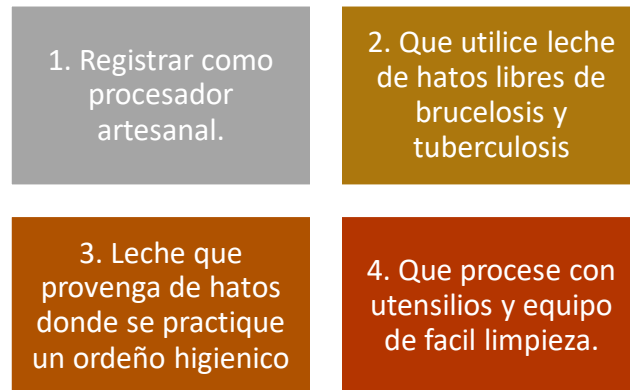 1. Registrar como
procesador
artesanal.
2. Que utilice leche
de hatos libres de
brucelosis y
tuberculosis
3. Leche que
provenga de hatos
donde se practique
un ordeño higienico
4. Que procese con
utensilios y equipo
de facil limpieza.